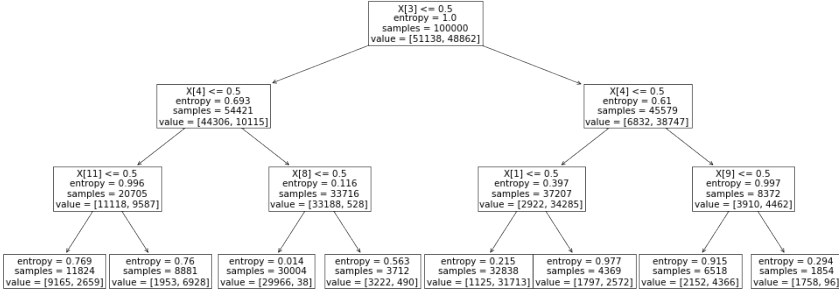 X[3] <= 0.5
entropy = 1.0
samples = 100000
value = [51138, 48862]
X[4] <= 0.5
entropy = 0.693
samples = 54421
value = [44306, 10115]
X[4] <= 0.5
entropy = 0.61
samples = 45579
value = [6832, 38747]
X[11] <= 0.5
entropy = 0.996
samples = 20705
value = [11118, 9587]
X[8] <= 0.5
entropy = 0.116
samples = 33716
value = [33188, 528]
X[1] <= 0.5
entropy = 0.397
samples = 37207
value = [2922, 34285]
X[9] <= 0.5
entropy = 0.997
samples = 8372
value = [3910, 4462]
entropy = 0.769
samples = 11824
value = [9165, 2659]
entropy = 0.76
samples = 8881
value = [1953, 6928]
entropy = 0.014
samples = 30004
value = [29966, 38]
entropy = 0.563
samples = 3712
value = [3222, 490]
entropy = 0.215
samples = 32838
value = [1125, 31713]
entropy = 0.977
samples = 4369
value = [1797, 2572]
entropy = 0.915
samples = 6518
value = [2152, 4366]
entropy = 0.294
samples = 1854
value = [1758,